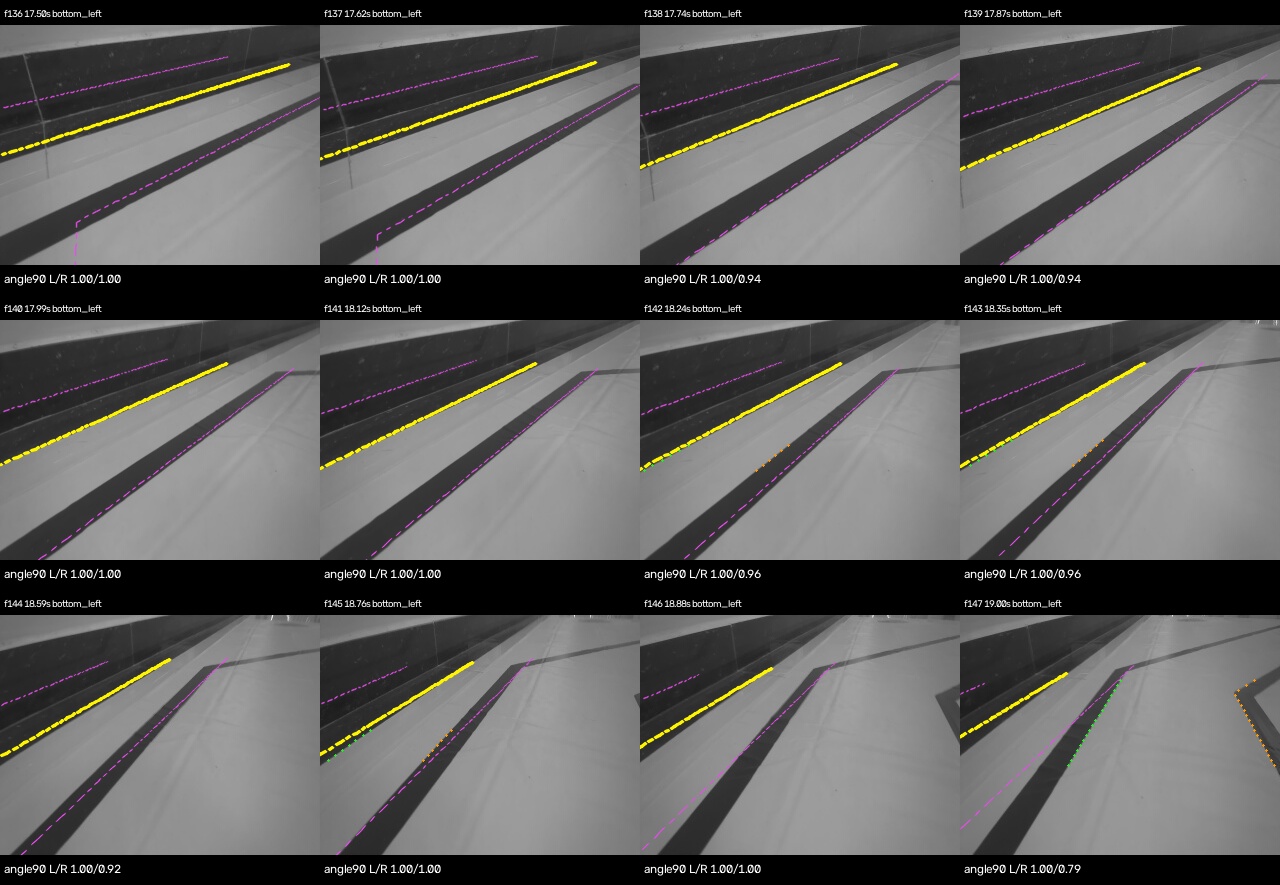 f136 17.50s bottom_left
f137 17.62s bottom_left
f138 17.74s bottom_left
f139 17.87s bottom_left
angle90 L/R 1.00/1.00
angle90 L/R 1.00/1.00
angle90 L/R 1.00/0.94
angle90 L/R 1.00/0.94
f140 17.99s bottom_left
f141 18.12s bottom_left
f142 18.24s bottom_left
f143 18.35s bottom_left
angle90 L/R 1.00/1.00
angle90 L/R 1.00/1.00
angle90 L/R 1.00/0.96
angle90 L/R 1.00/0.96
f144 18.59s bottom_left
f145 18.76s bottom_left
f146 18.88s bottom_left
f147 19.00s bottom_left
angle90 L/R 1.00/0.92
angle90 L/R 1.00/1.00
angle90 L/R 1.00/1.00
angle90 L/R 1.00/0.79